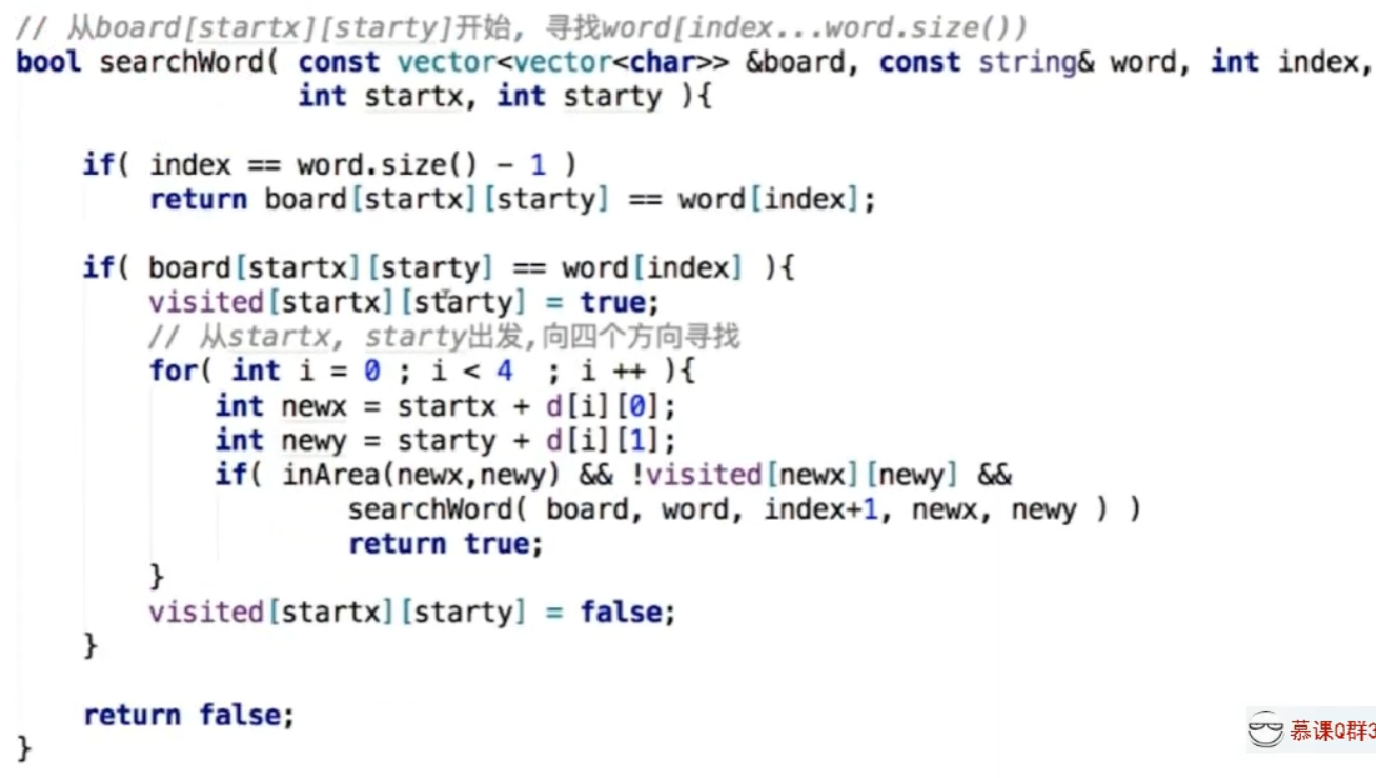 // 从board[startx][starty]开始, 寻找word[index...word.size())
bool searchWord( const vector<vector<char>> &board, const string& word, int index,
int startx, int starty ){
if( index == word.size() - 1 )
return board[startx][starty] == word[index];
if( board[startx][starty] == word[index] ){
visited[startx][starty] = true;
// 从startx, starty出发,向四个方向寻找
for( int i = 0 ; i < 4  ; i ++ ){
int newx = startx + d[i][0];
int newy = starty + d[i][1];
if( inArea(newx,newy) && !visited[newx][newy] &&
searchWord( board, word, index+1, newx, newy ) )
return true;
}
visited[startx][starty] = false;
}
return false;
}
慕课Q群3